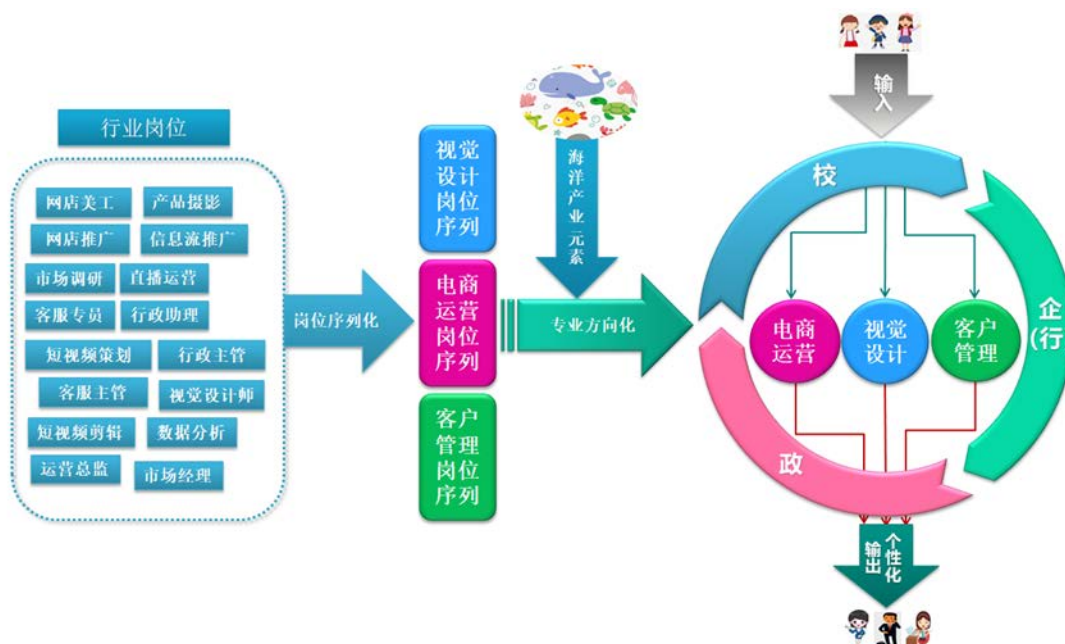 行业岗位
网店美工
产品摄影
网店推广
信息流推广
市场调研
直播运营
客服专员
行政助理
短视频策划
行政主管
客服主管
视觉设计师
短视频剪辑
数据分析
运营总监
市场经理
岗位序列化
视觉
设计
岗位
序列
电商
运营
岗位
序列
客户
管理
岗位
序列
海洋产业元素
专业方向化
输入
校
企
(行
政
电商
运营
视觉
设计
客户
管理
个性化
输出